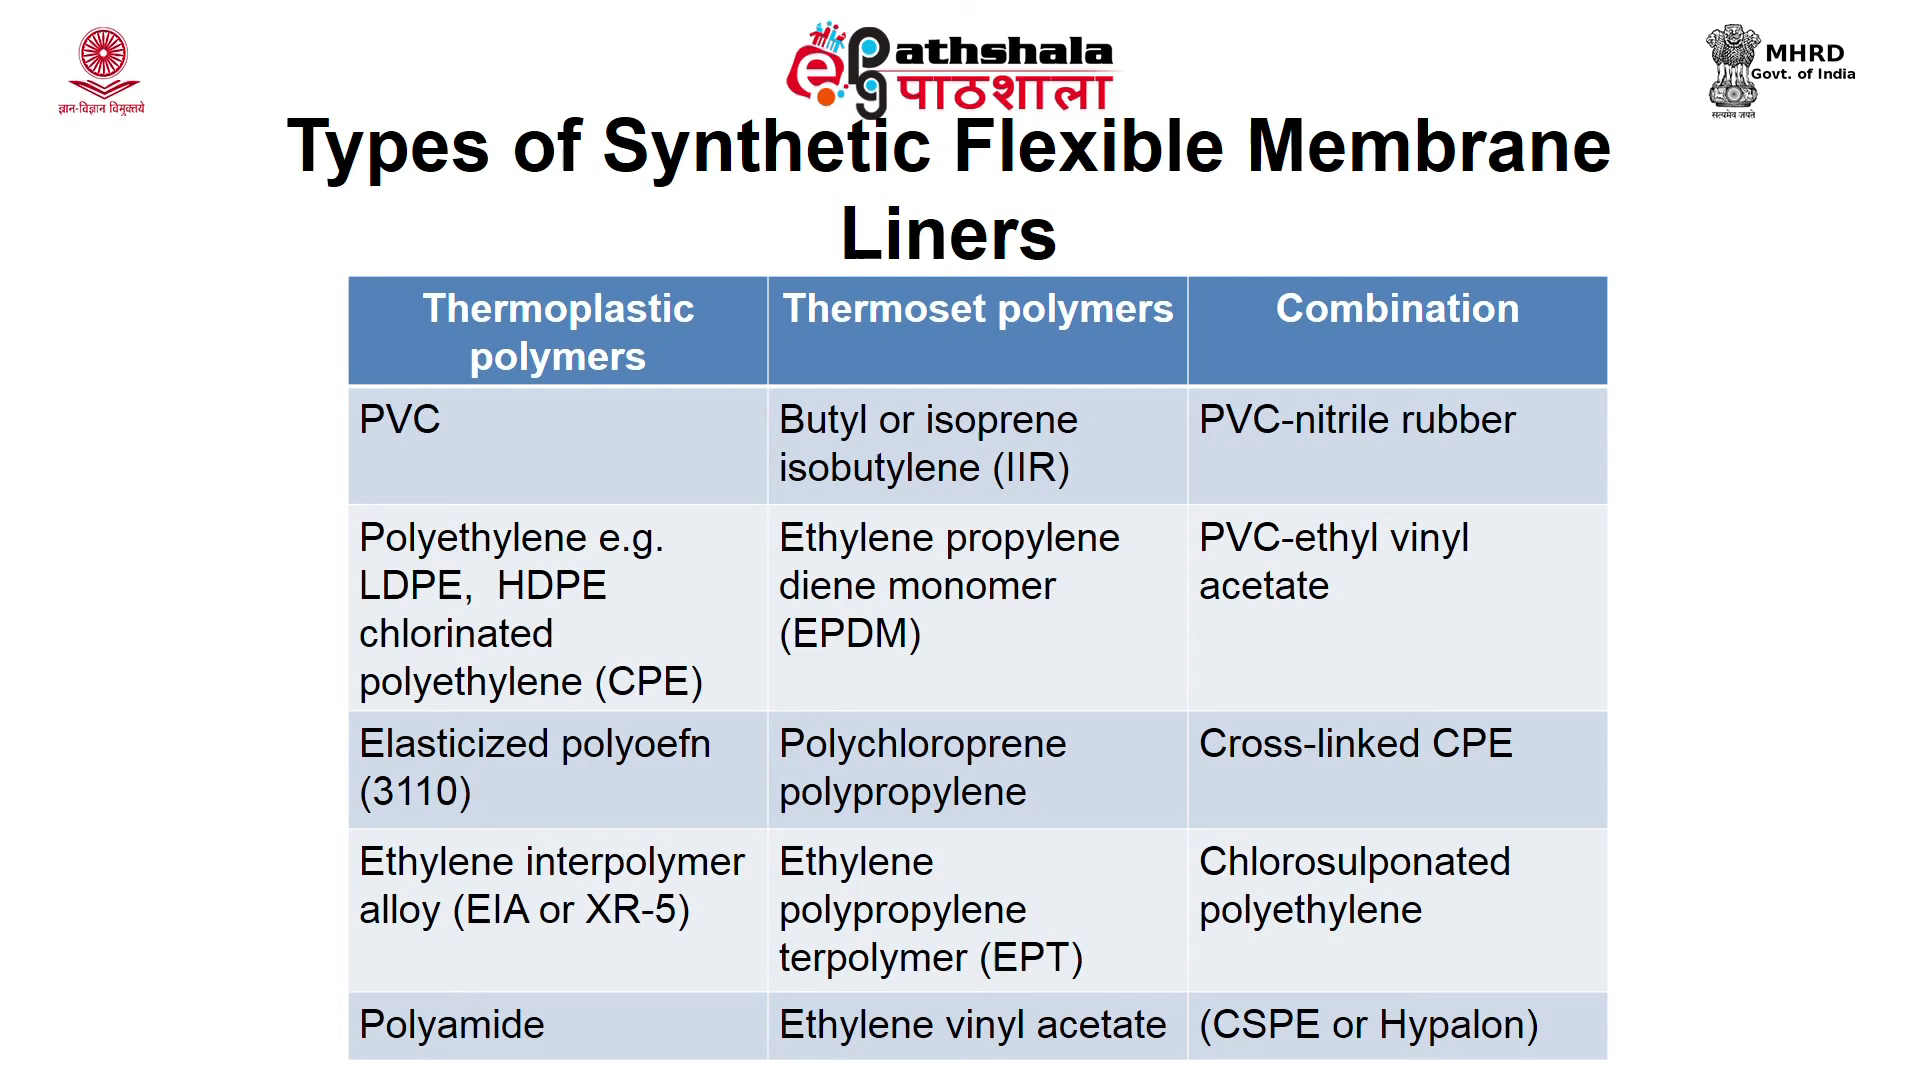 ज्ञान-विज्ञान विमुक्तये
ePGathshala
पाठशाला
MHRD
Govt. of India
सत्यमेव जयते
Types of Synthetic Flexible Membrane
Liners
Thermoplastic
polymers
Thermoset polymers
Combination
PVC
Butyl or isoprene
isobutylene (IIR)
PVC-nitrile rubber
Polyethylene e.g.
LDPE,  HDPE
chlorinated
polyethylene (CPE)
Ethylene propylene
diene monomer
(EPDM)
PVC-ethyl vinyl
acetate
Elasticized polyoefn
(3110)
Polychloroprene
polypropylene
Cross-linked CPE
Ethylene interpolymer
alloy (EIA or XR-5)
Ethylene
polypropylene
terpolymer (EPT)
Chlorosulponated
polyethylene
Polyamide
Ethylene vinyl acetate
(CSPE or Hypalon)